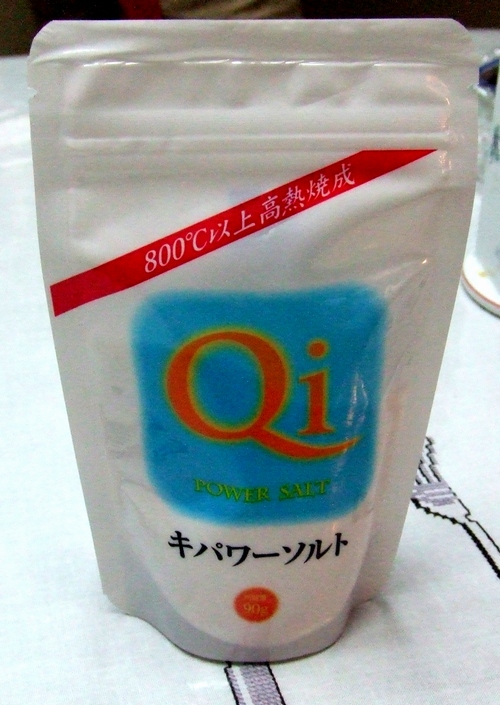 800℃以上高熱焼成
Qi
POWER SALT
キパワーソルト
90g